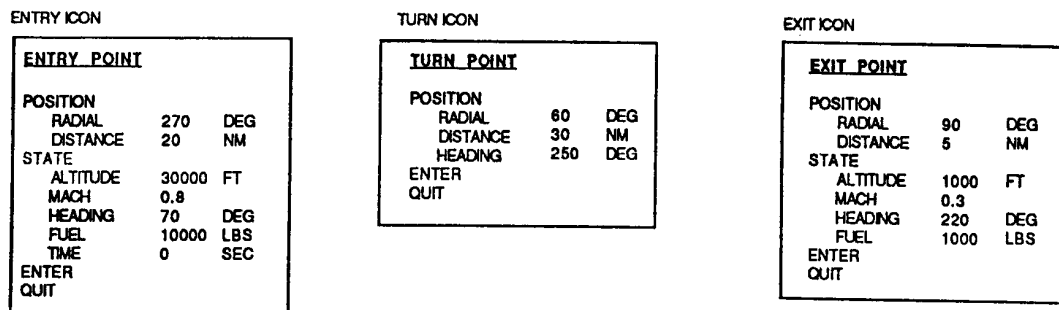 ENTRY ICON
ENTRY POINT
POSITION
RADIAL 270 DEG
DISTANCE 20 NM
STATE
ALTITUDE 30000 FT
MACH 0.8
HEADING 70 DEG
FUEL 10000 LBS
TIME 0 SEC
ENTER
QUIT
TURN ICON
TURN POINT
POSITION
RADIAL 60 DEG
DISTANCE 30 NM
HEADING 250 DEG
ENTER
QUIT
EXIT ICON
EXIT POINT
POSITION
RADIAL 90 DEG
DISTANCE 5 NM
STATE
ALTITUDE 1000 FT
MACH 0.3
HEADING 220 DEG
FUEL 1000 LBS
ENTER
QUIT